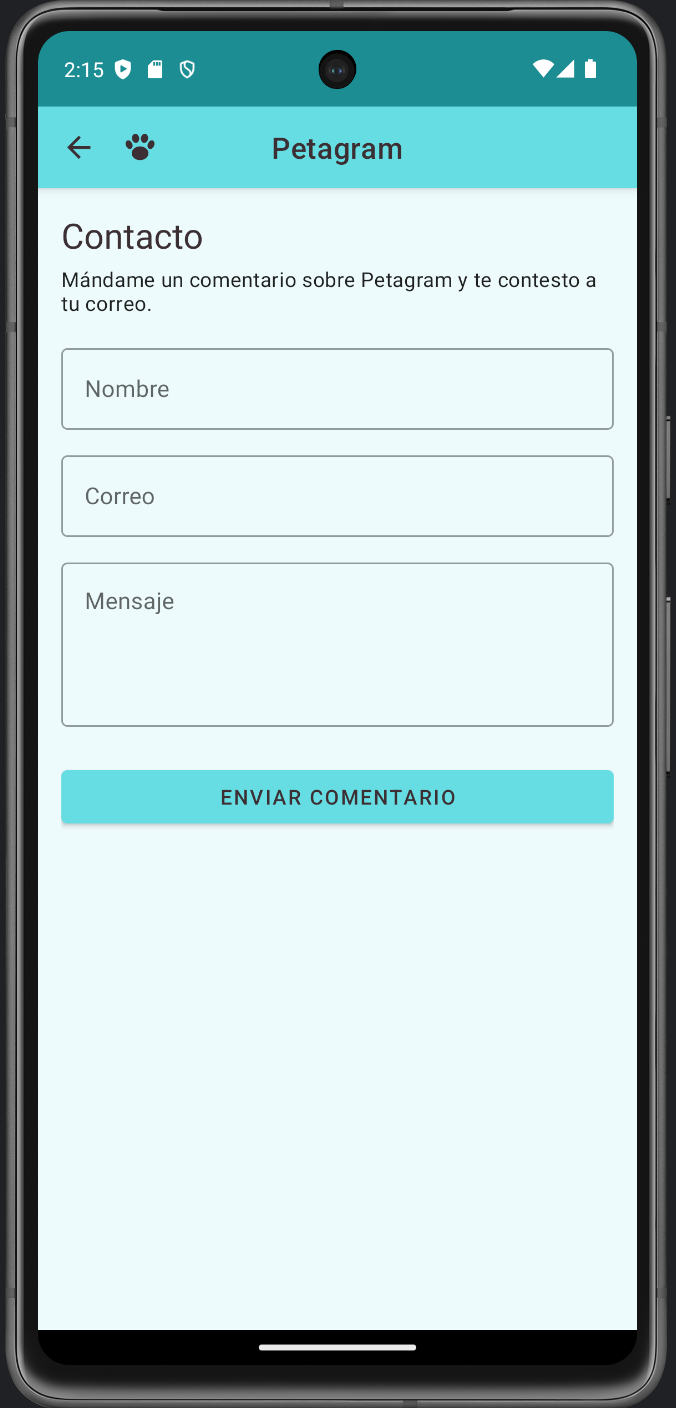 2:15
Petagram
Contacto
Mándame un comentario sobre Petagram y te contesto a
tu correo.
Nombre
Correo
Mensaje
ENVIAR COMENTARIO